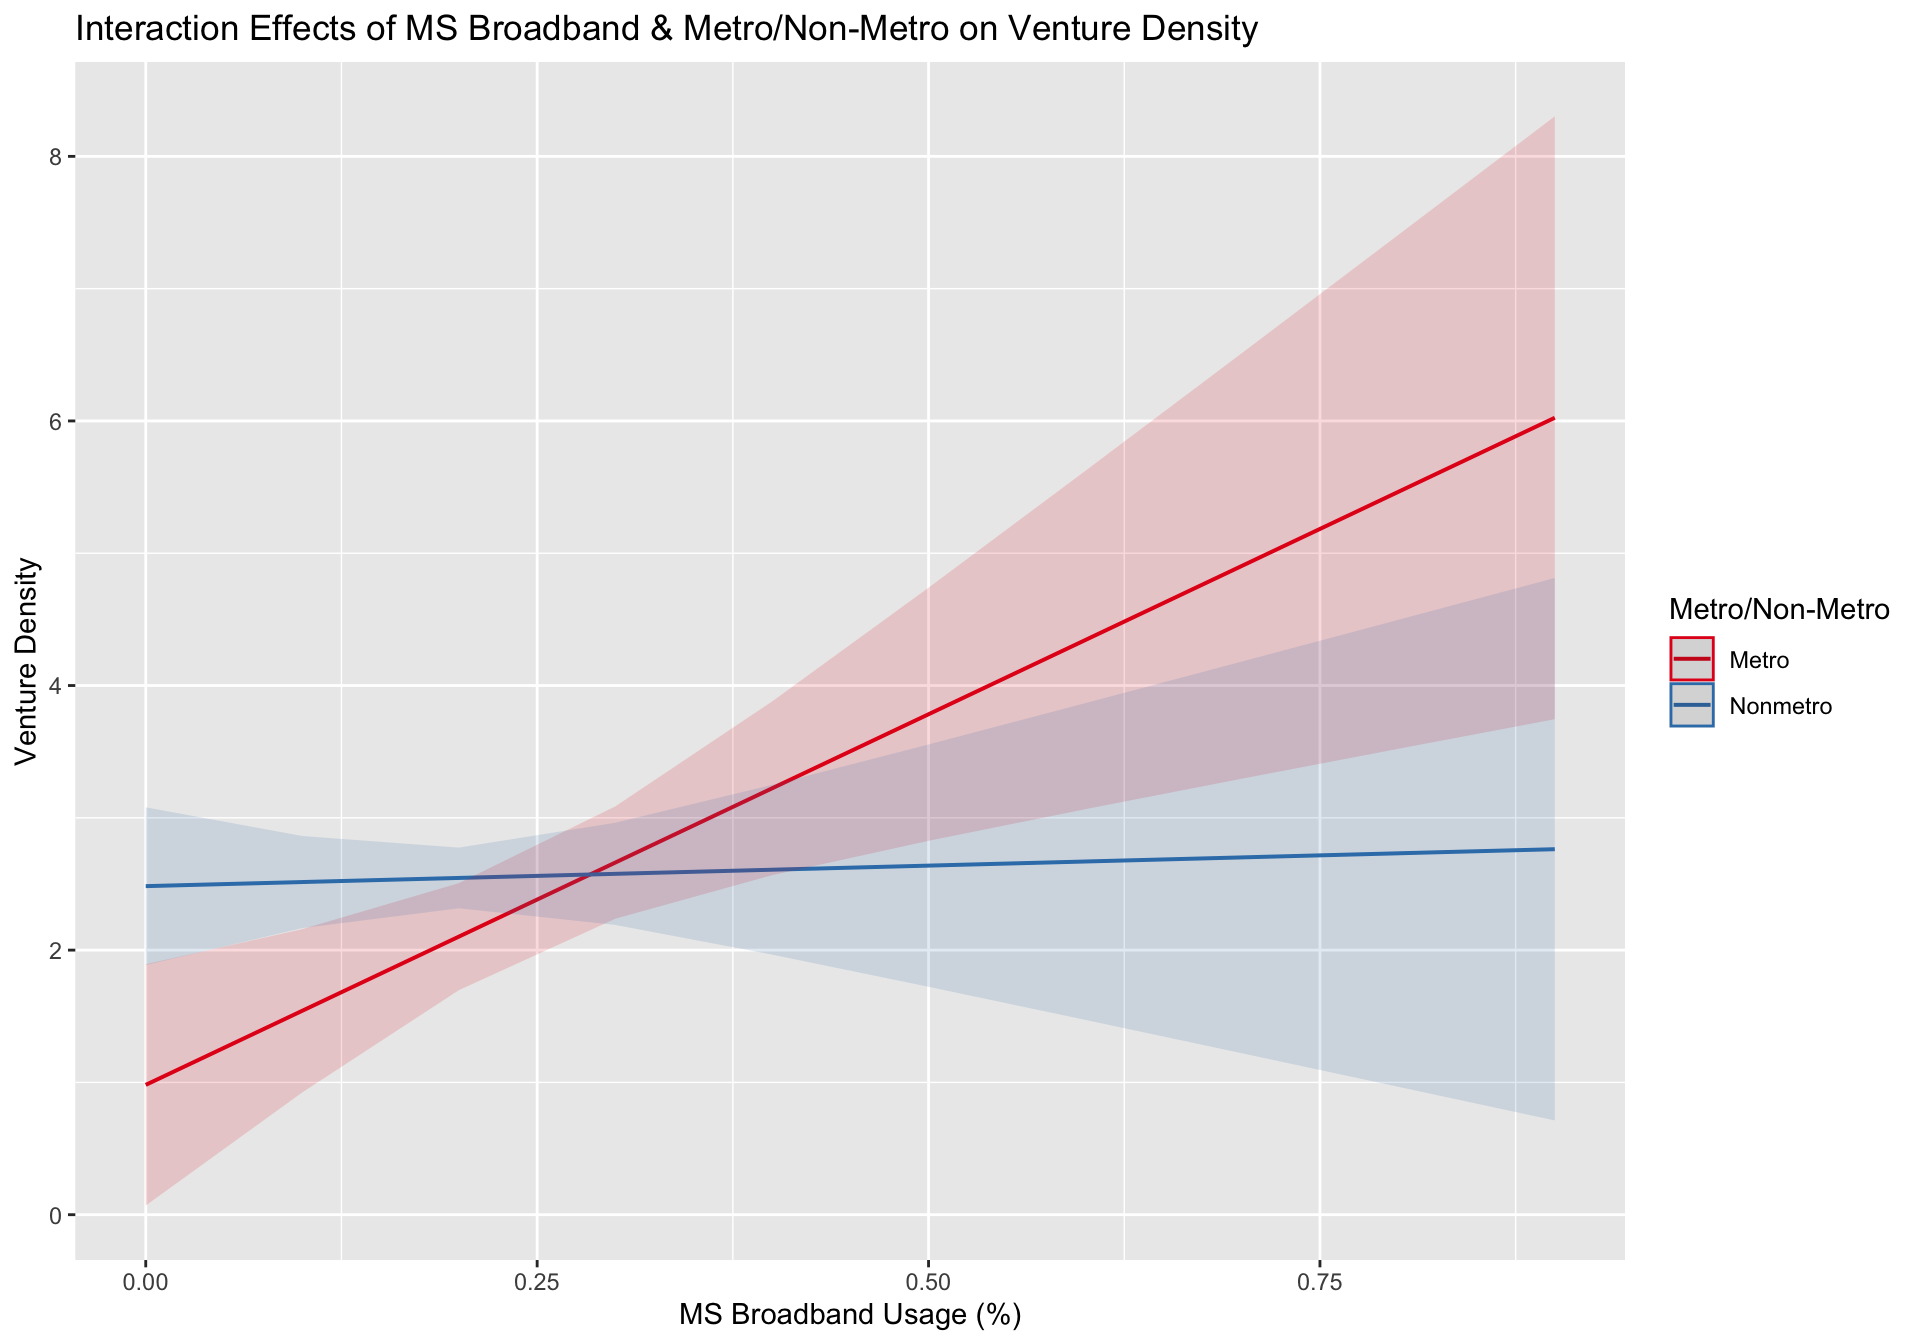 Interaction Effects of MS Broadband & Metro/Non-Metro on Venture Density
8
6
4
2
0
Venture Density
0.00
0.25
0.50
0.75
MS Broadband Usage (%)
Metro/Non-Metro
Metro
Nonmetro